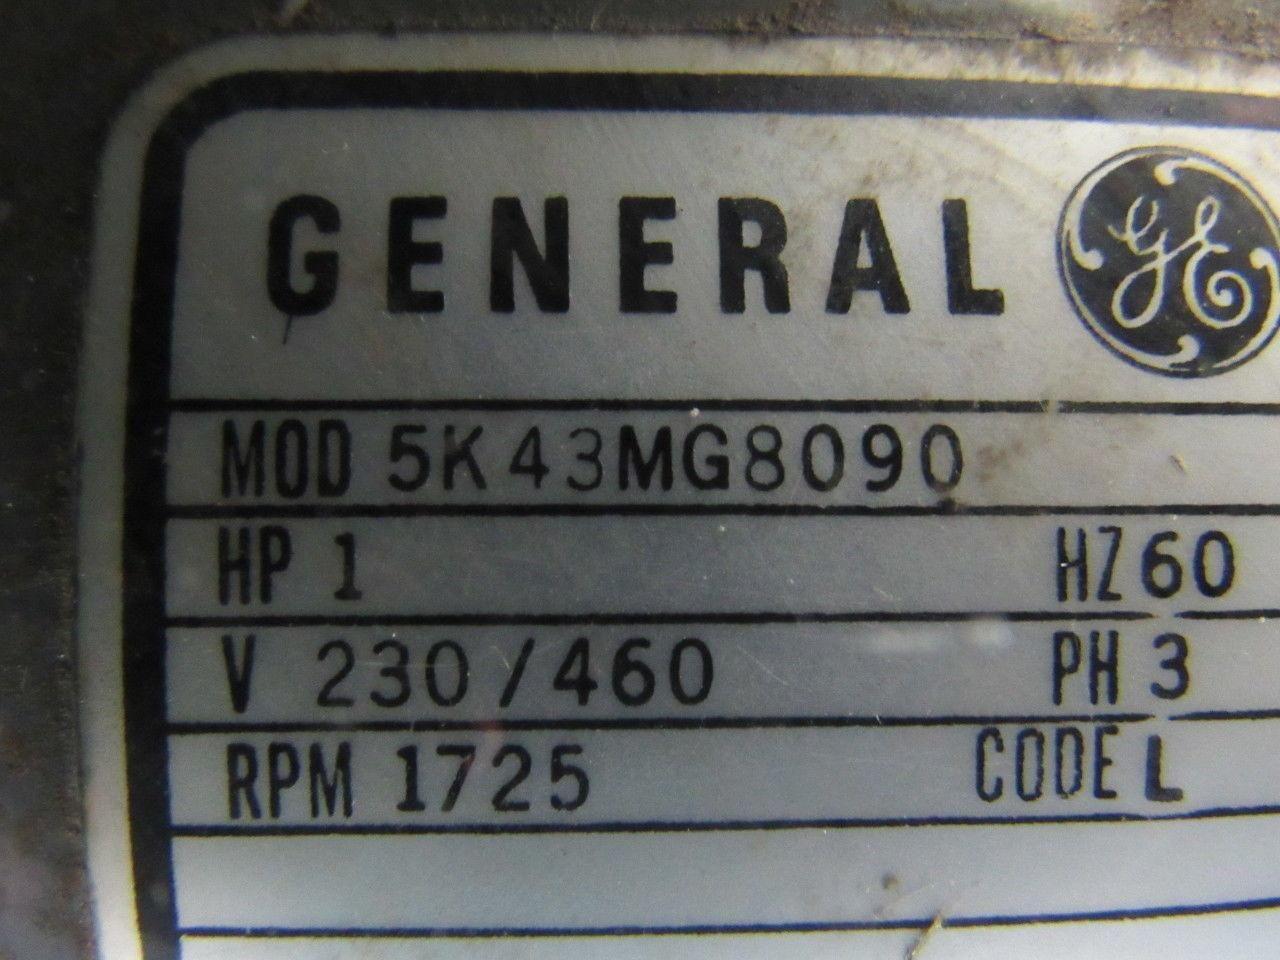 GENERAL GE
MOD 5K43MG8090
HP 1 HZ 60
V 230/460 PH 3
RPM 1725 CODE L